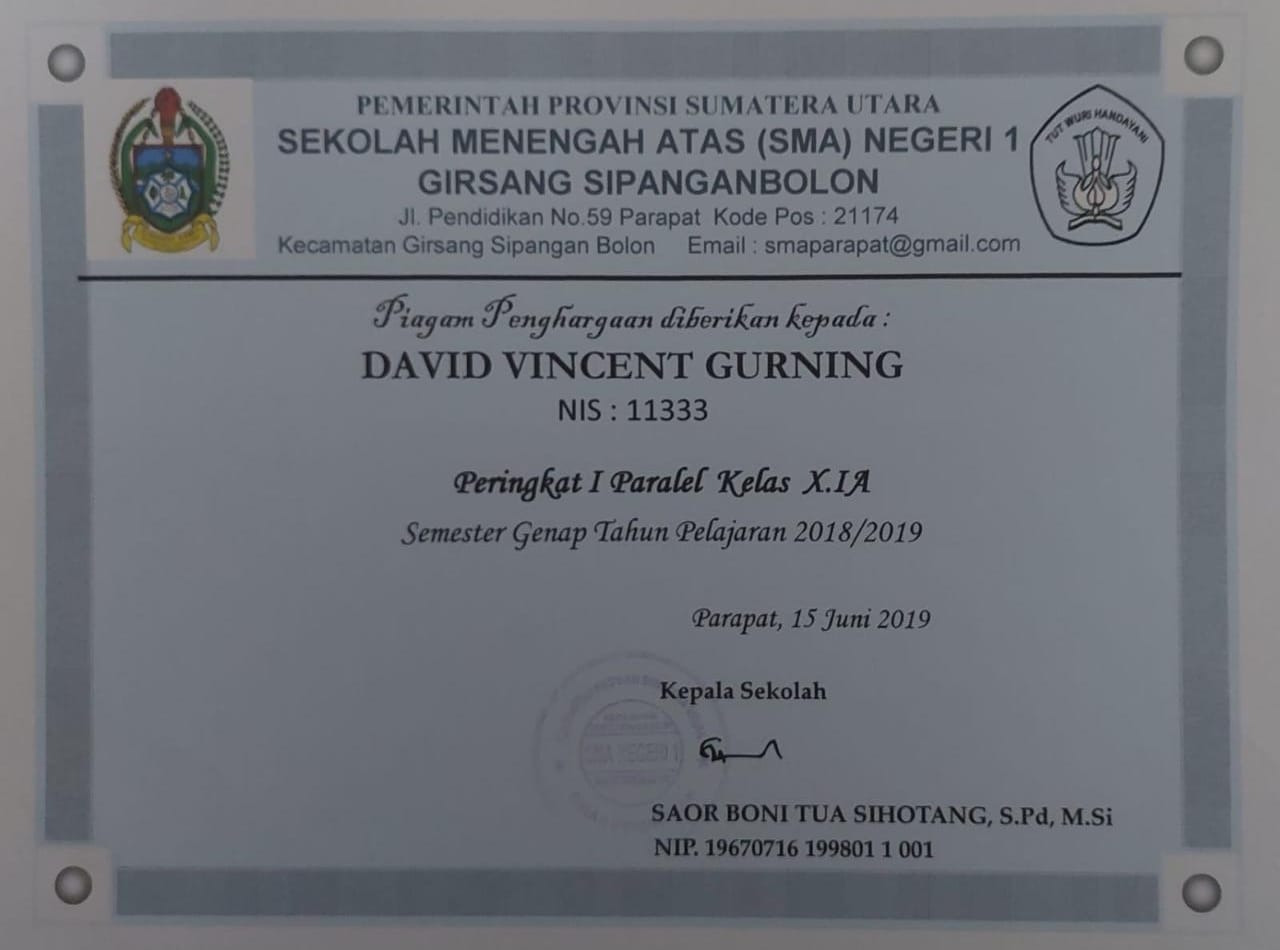 PEMERINTAH PROVINSI SUMATERA UTARA
SEKOLAH MENENGAH ATAS (SMA) NEGERI 1
GIRSANG SIPANGANBOLON
Jl. Pendidikan No.59 Parapat Kode Pos : 21174
Kecamatan Girsang Sipangan Bolon Email : smaparapat@gmail.com
TUT WURI HANDAYANI
Piagam Penghargaan diberikan kepada :
DAVID VINCENT GURNING
NIS : 11333
Peringkat I Paralel Kelas X.IA
Semester Genap Tahun Pelajaran 2018/2019
Parapat, 15 Juni 2019
Kepala Sekolah
SMA NEGERI 1
SAOR BONI TUA SIHOTANG, S.Pd, M.Si
NIP. 19670716 199801 1 001